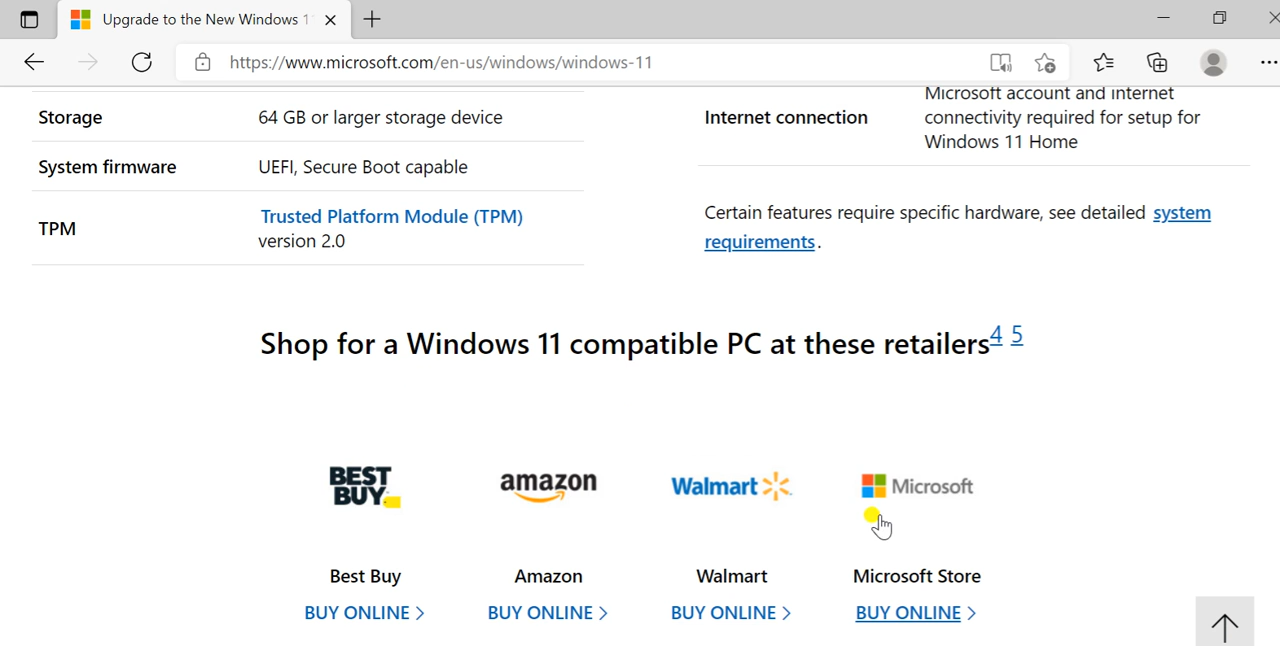 Upgrade to the New Windows 1
https://www.microsoft.com/en-us/windows/windows-11
Storage 64 GB or larger storage device
System firmware UEFI, Secure Boot capable
TPM Trusted Platform Module (TPM)
version 2.0
Internet connection Microsoft account and internet
connectivity required for setup for
Windows 11 Home
Certain features require specific hardware, see detailed system
requirements.
Shop for a Windows 11 compatible PC at these retailers4 5
BEST
BUY
amazon
Walmart
Microsoft
Best Buy
Amazon
Walmart
Microsoft Store
BUY ONLINE >
BUY ONLINE >
BUY ONLINE >
BUY ONLINE >